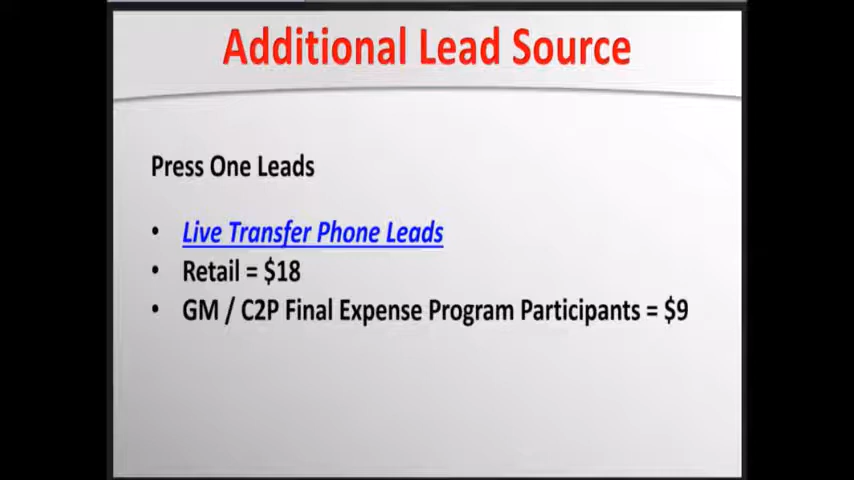 Additional Lead Source
Press One Leads
• Live Transfer Phone Leads
• Retail = $18
• GM / C2P Final Expense Program Participants = $9